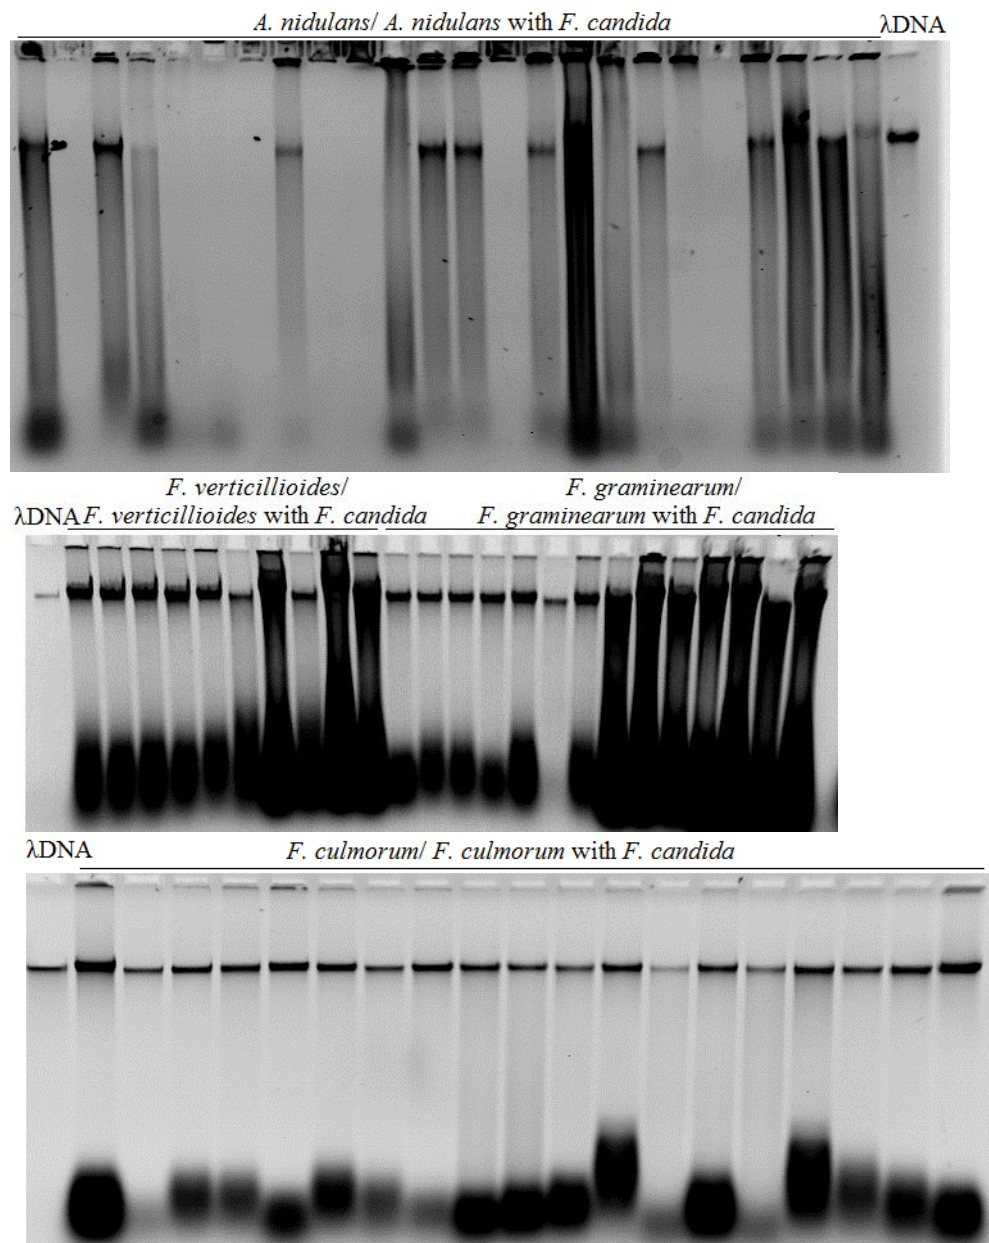 A. nidulans/ A. nidulans with F. candida λDNA
F. verticillioides/ F. graminearum/
λDNA F. verticillioides with F. candida F. graminearum with F. candida
λDNA F. culmorum/ F. culmorum with F. candida